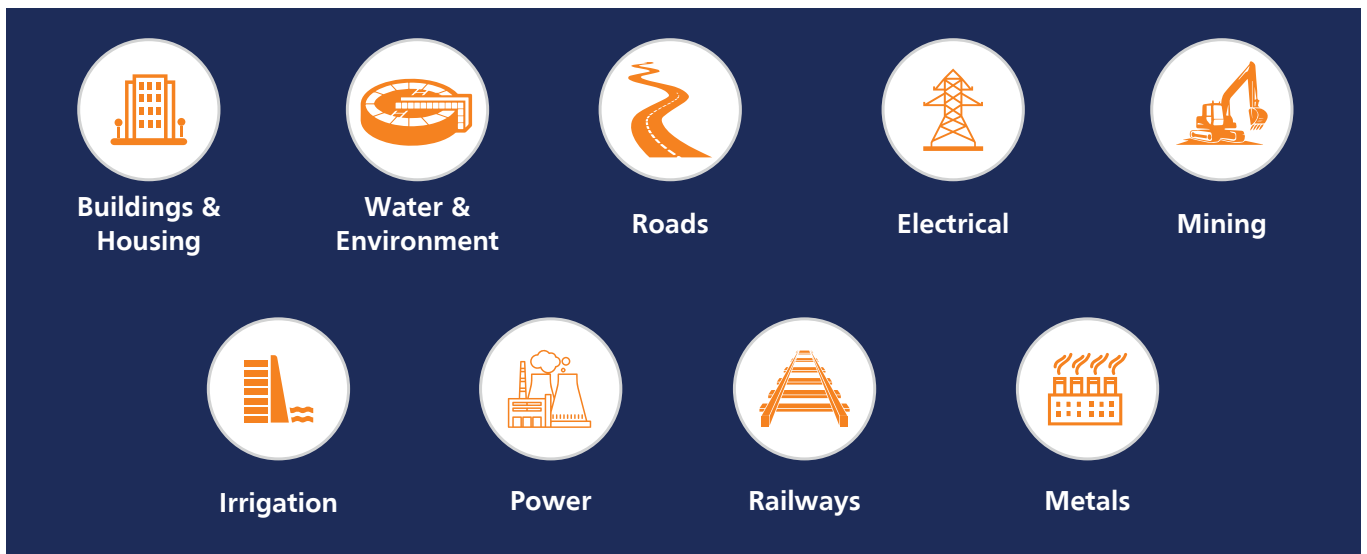 Buildings &
Housing
Water &
Environment
Roads
Electrical
Mining
Irrigation
Power
Railways
Metals